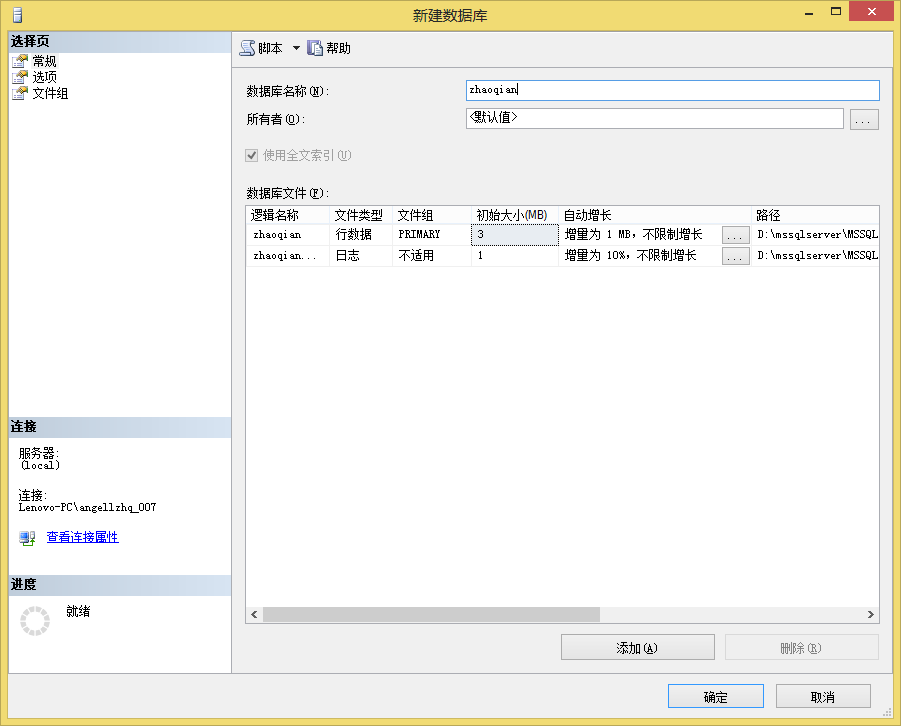 新建数据库
选择页
常规
选项
文件组
脚本 帮助
数据库名称(N): zhaoqian
所有者(O): <默认值> ...
使用全文索引(U)
数据库文件(F):
逻辑名称 文件类型 文件组 初始大小(MB) 自动增长 路径
zhaoqian 行数据 PRIMARY 3 增量为 1 MB，不限制增长 ... D:\mssqlserver\MSSQL
zhaoqian... 日志 不适用 1 增量为 10%，不限制增长 ... D:\mssqlserver\MSSQL
连接
服务器:
(local)
连接:
Lenovo-PC\angellzhq_007
查看连接属性
进度
就绪
添加(A) 删除(R)
确定 取消